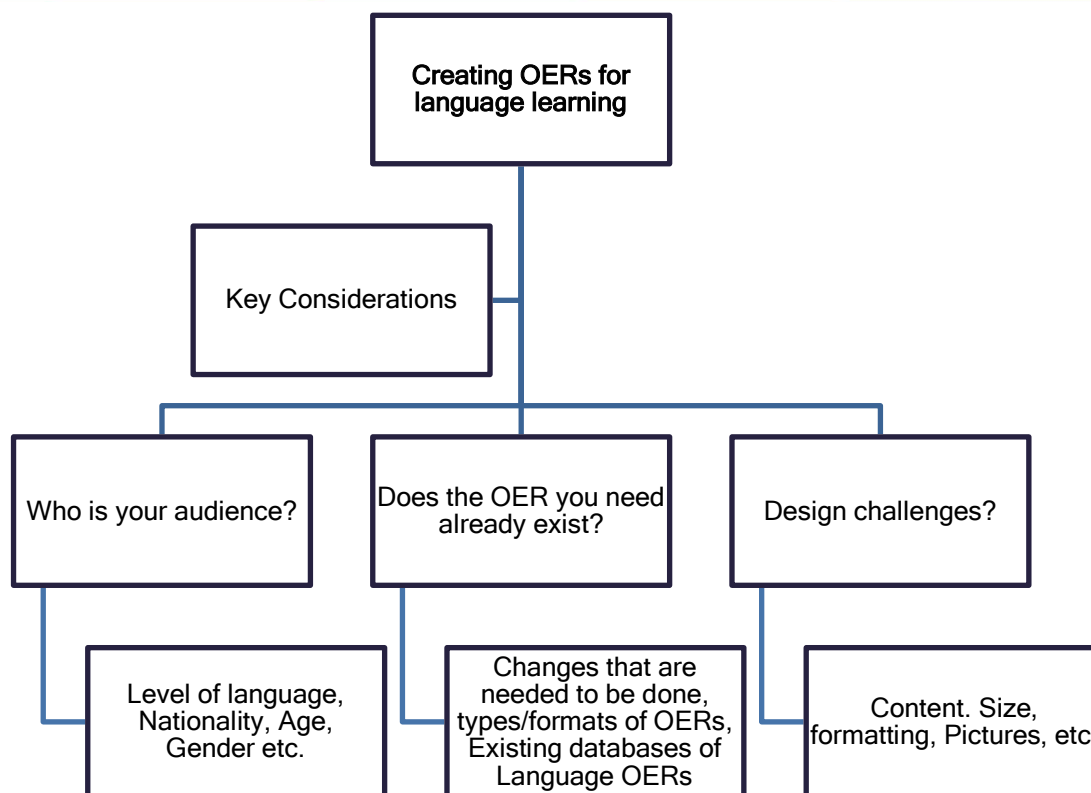 Creating OERs for
language learning
Key Considerations
Who is your audience?
Does the OER you need
already exist?
Design challenges?
Level of language,
Nationality, Age,
Gender etc.
Changes that are
needed to be done,
types/formats of OERs,
Existing databases of
Language OERs
Content. Size,
formatting, Pictures, etc